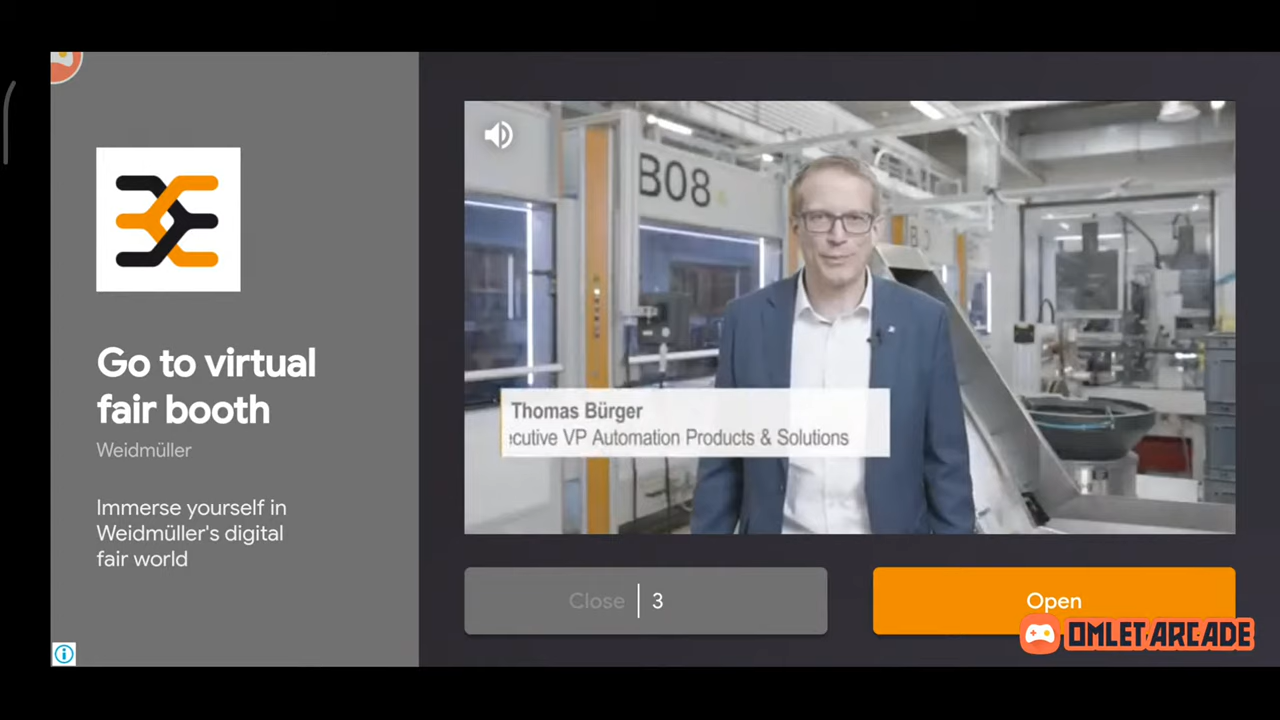 Go to virtual
fair booth
Weidmüller
Immerse yourself in
Weidmüller's digital
fair world
B08
Thomas Bürger
ecutive VP Automation Products & Solutions
Close 3
Open
OMLET ARCADE